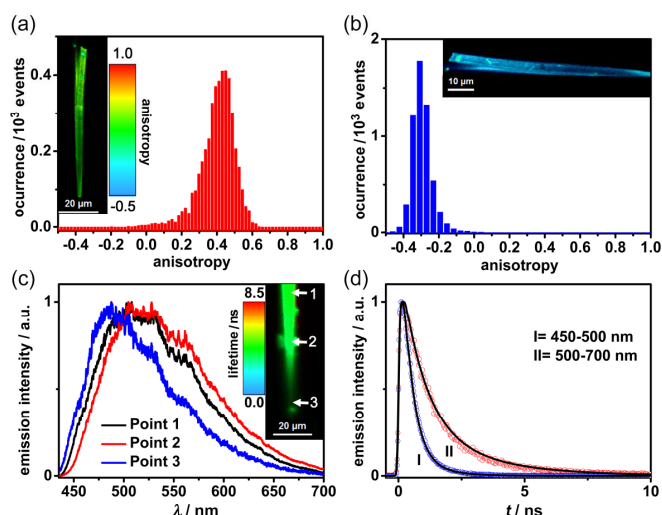 (a)
1.0
anisotropy
-0.5
20 µm
ocurrence / 10³ events
0.4
0.2
0.0
-0.4 -0.2 0.0 0.2 0.4 0.6 0.8 1.0
anisotropy
(b)
10 µm
ocurrence / 10³ events
2
1
0
-0.4 -0.2 0.0 0.2 0.4 0.6 0.8 1.0
anisotropy
(c)
8.5
lifetime / ns
0.0
1
2
3
20 µm
Point 1
Point 2
Point 3
emission intensity / a.u.
1
0
450 500 550 600 650 700
λ / nm
(d)
I= 450-500 nm
II= 500-700 nm
I
II
emission intensity / a.u.
1
0
0 5 10
t / ns